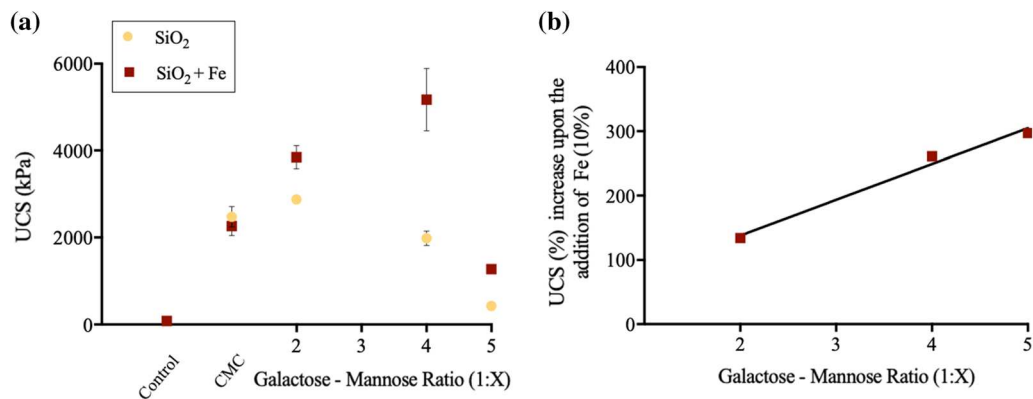 (a)
SiO₂
SiO₂ + Fe
6000
4000
2000
0
UCS (kPa)
Control
CMC
2
3
4
5
Galactose - Mannose Ratio (1:X)
(b)
400
300
200
100
0
UCS (%) increase upon the
addition of Fe (10%)
2
3
4
5
Galactose - Mannose Ratio (1:X)